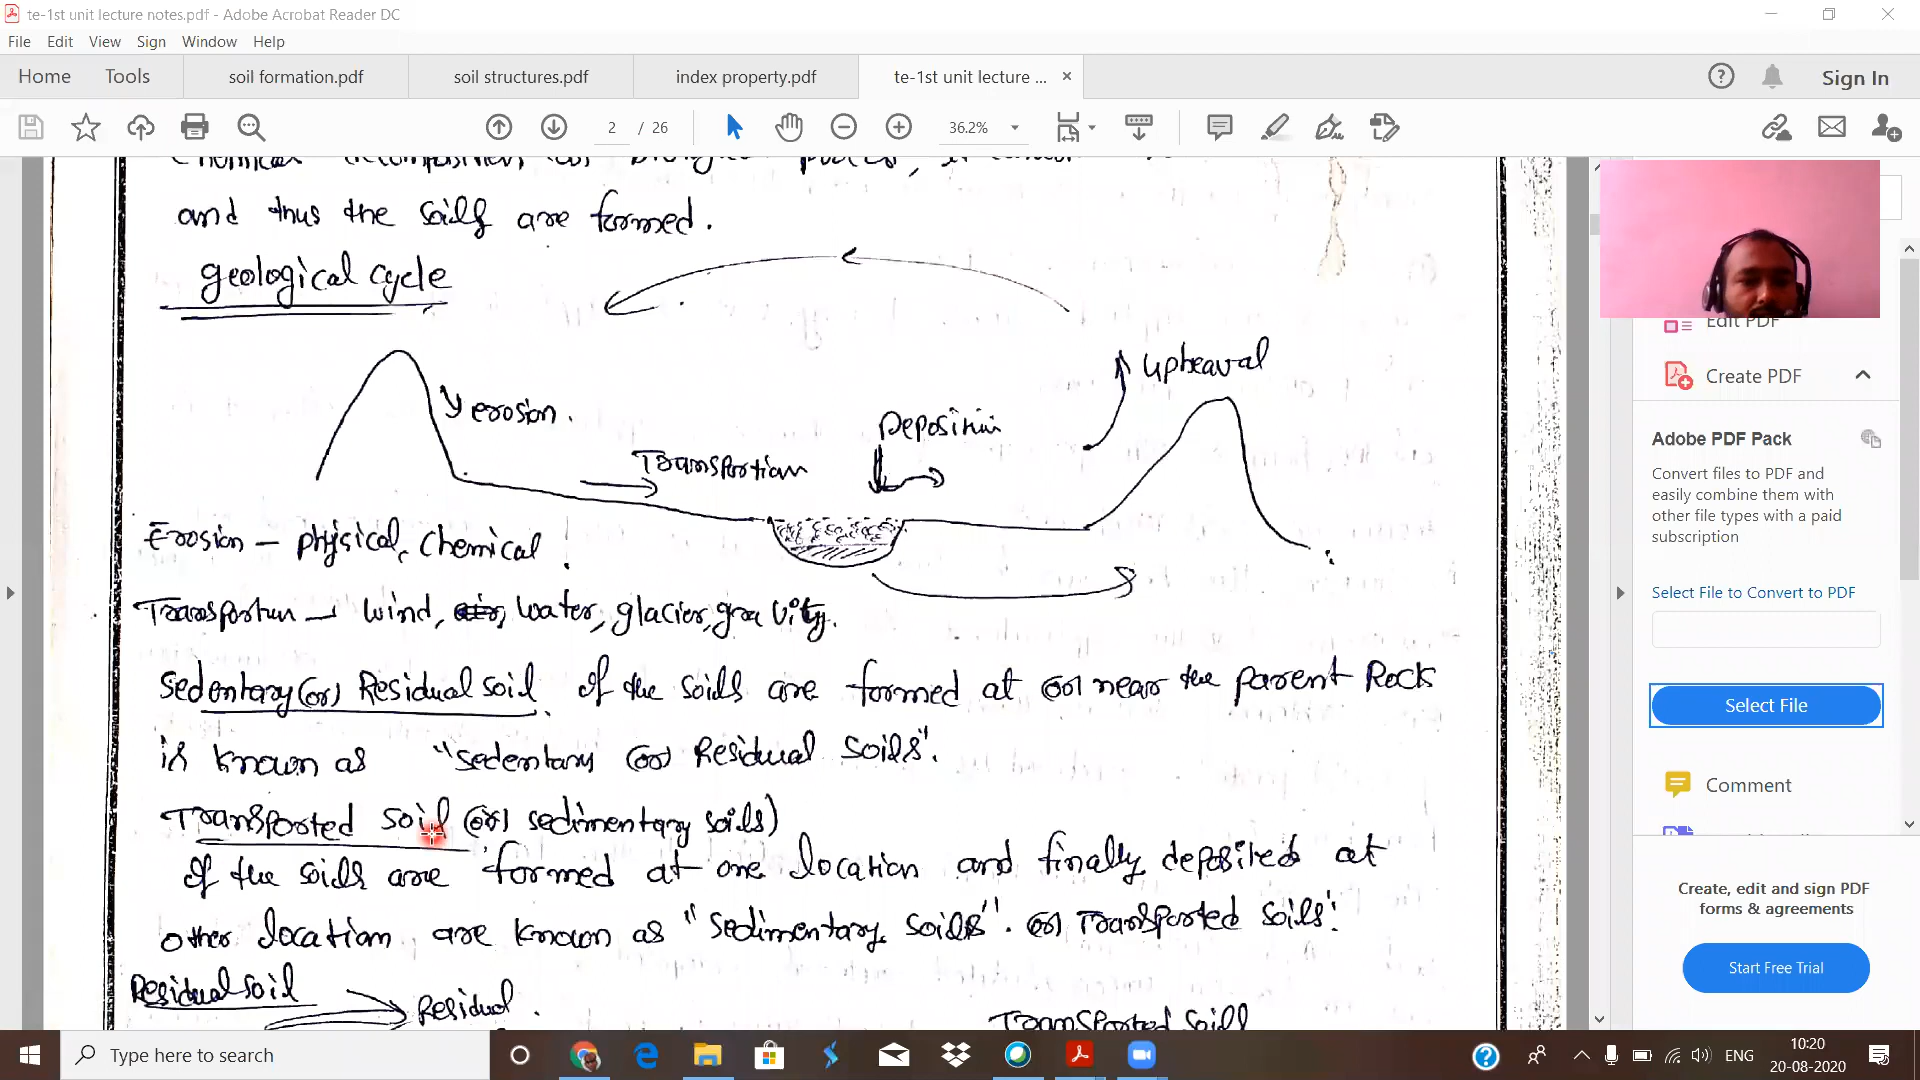 te-1st unit lecture notes.pdf - Adobe Acrobat Reader DC
File Edit View Sign Window Help
Home Tools soil formation.pdf soil structures.pdf index property.pdf te-1st unit lecture ... × Sign In
2 / 26 36.2%
and thus the soils are formed.
geological cycle
upheaval
erosion.
Deposition
Transportion
Erosion - physical, chemical
Transportun - wind, water, glacier, gravity.
Sedentary (or) Residual soil If the soils are formed at (or) near the parent Rock
is known as "sedentary (or) Residual soils".
Transported soil (or) sedimentary soils)
If the soils are formed at one location and finally deposited at
other location are known as "sedimentary soils". (or) Transported soils".
Residual soil
Residual
Transported soil
Edit PDF
Create PDF
Adobe PDF Pack
Convert files to PDF and
easily combine them with
other file types with a paid
subscription
Select File to Convert to PDF
Select File
Comment
Create, edit and sign PDF
forms & agreements
Start Free Trial
Type here to search
ENG
10:20
20-08-2020